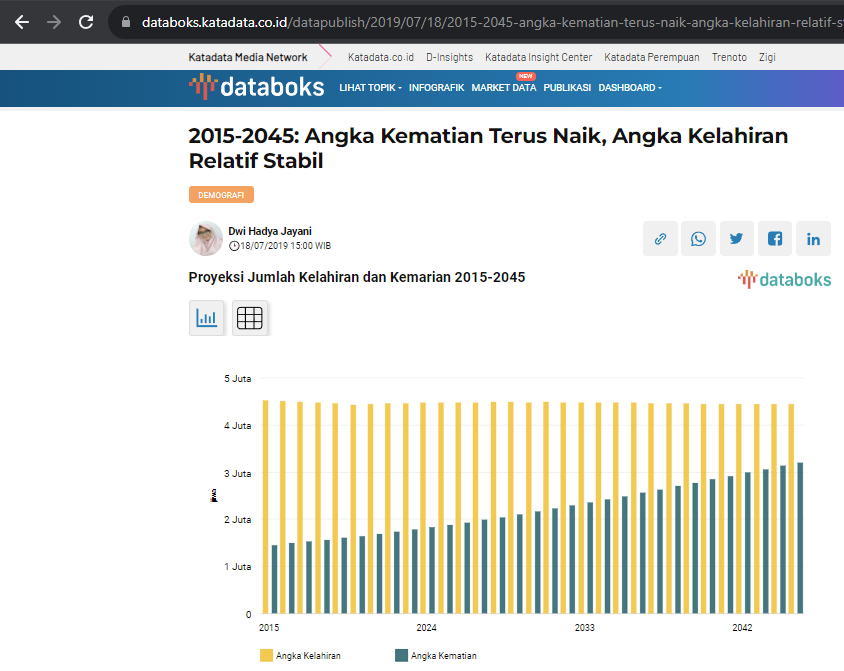 databoks.katadata.co.id/datapublish/2019/07/18/2015-2045-angka-kematian-terus-naik-angka-kelahiran-relatif-s
Katadata Media Network Katadata.co.id D-Insights Katadata Insight Center Katadata Perempuan Trenoto Zigi
NEW
databoks LIHAT TOPIK INFOGRAFIK MARKET DATA PUBLIKASI DASHBOARD
2015-2045: Angka Kematian Terus Naik, Angka Kelahiran
Relatif Stabil
DEMOGRAFI
Dwi Hadya Jayani
18/07/2019 15:00 WIB
Proyeksi Jumlah Kelahiran dan Kemarian 2015-2045
databoks
5 Juta
4 Juta
3 Juta
jiwa
2 Juta
1 Juta
0
2015 2024 2033 2042
Angka Kelahiran Angka Kematian